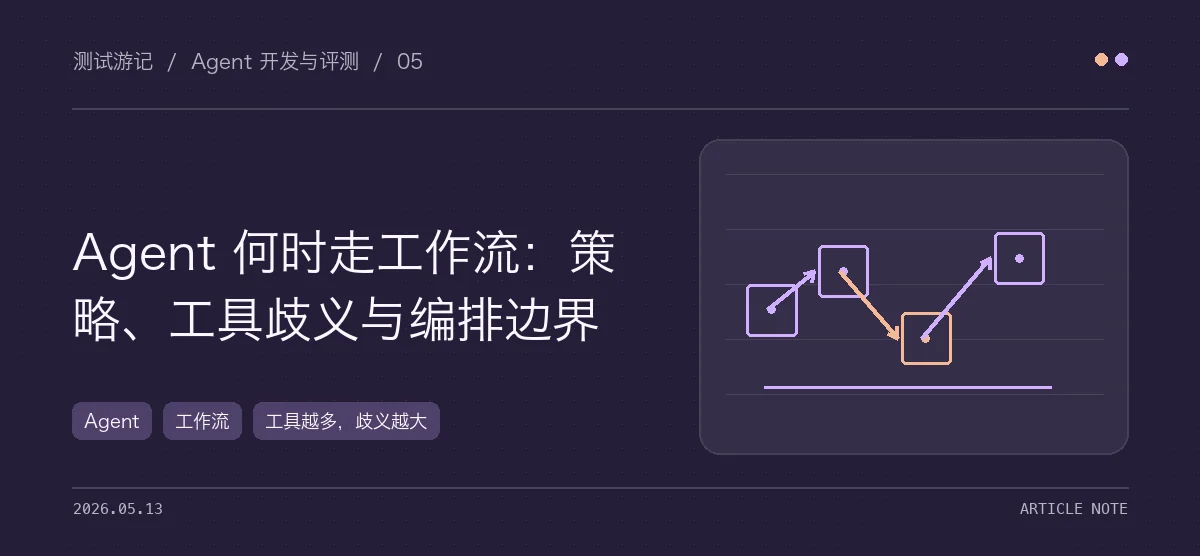 测试游记 / Agent 开发与评测 / 05
Agent 何时走工作流：策
略、工具歧义与编排边界
Agent 工作流 工具越多，歧义越大
2026.05.13 ARTICLE NOTE